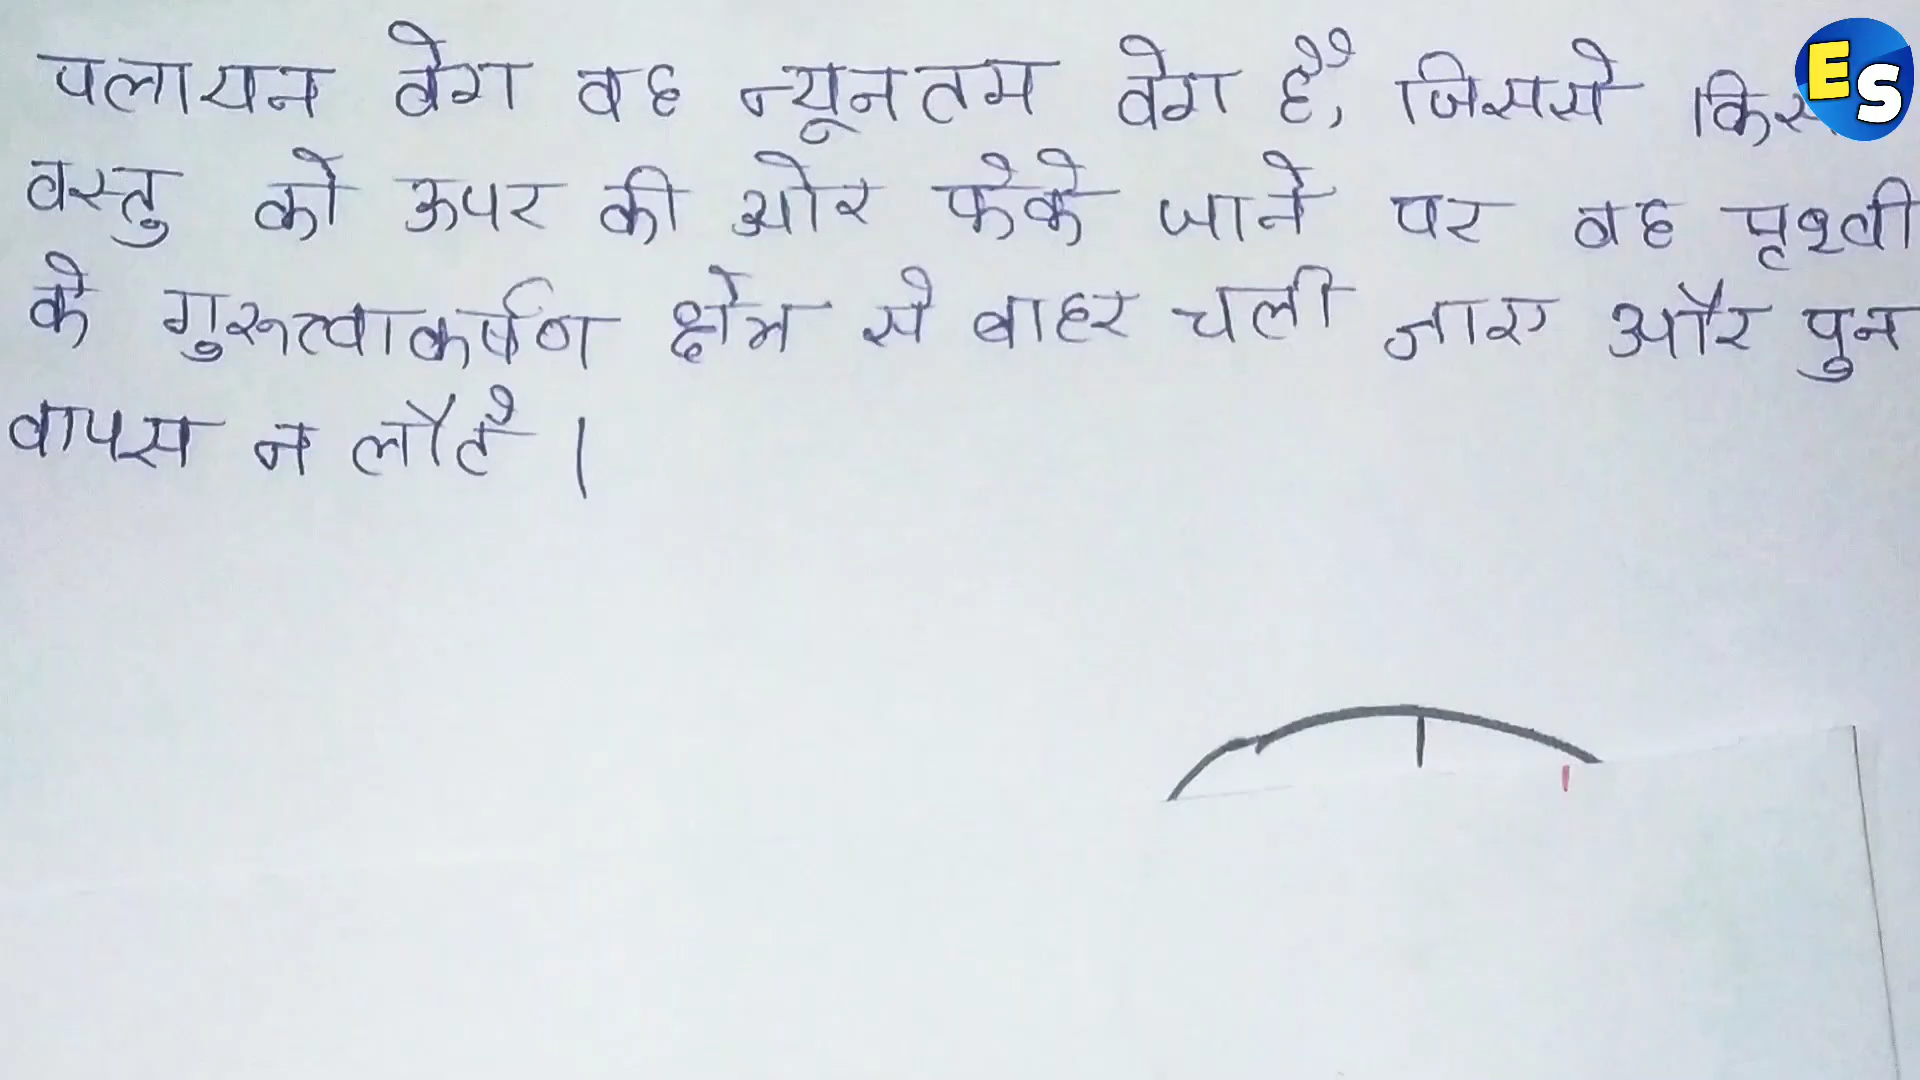 पलायन वेग वह न्यूनतम वेग है, जिससे
ES
वस्तु को ऊपर की ओर फेंके जाने पर वह पृथ्वी
के गुरुत्वाकर्षण क्षेत्र से बाहर चली जाए और पुन
वापस न लौटे।